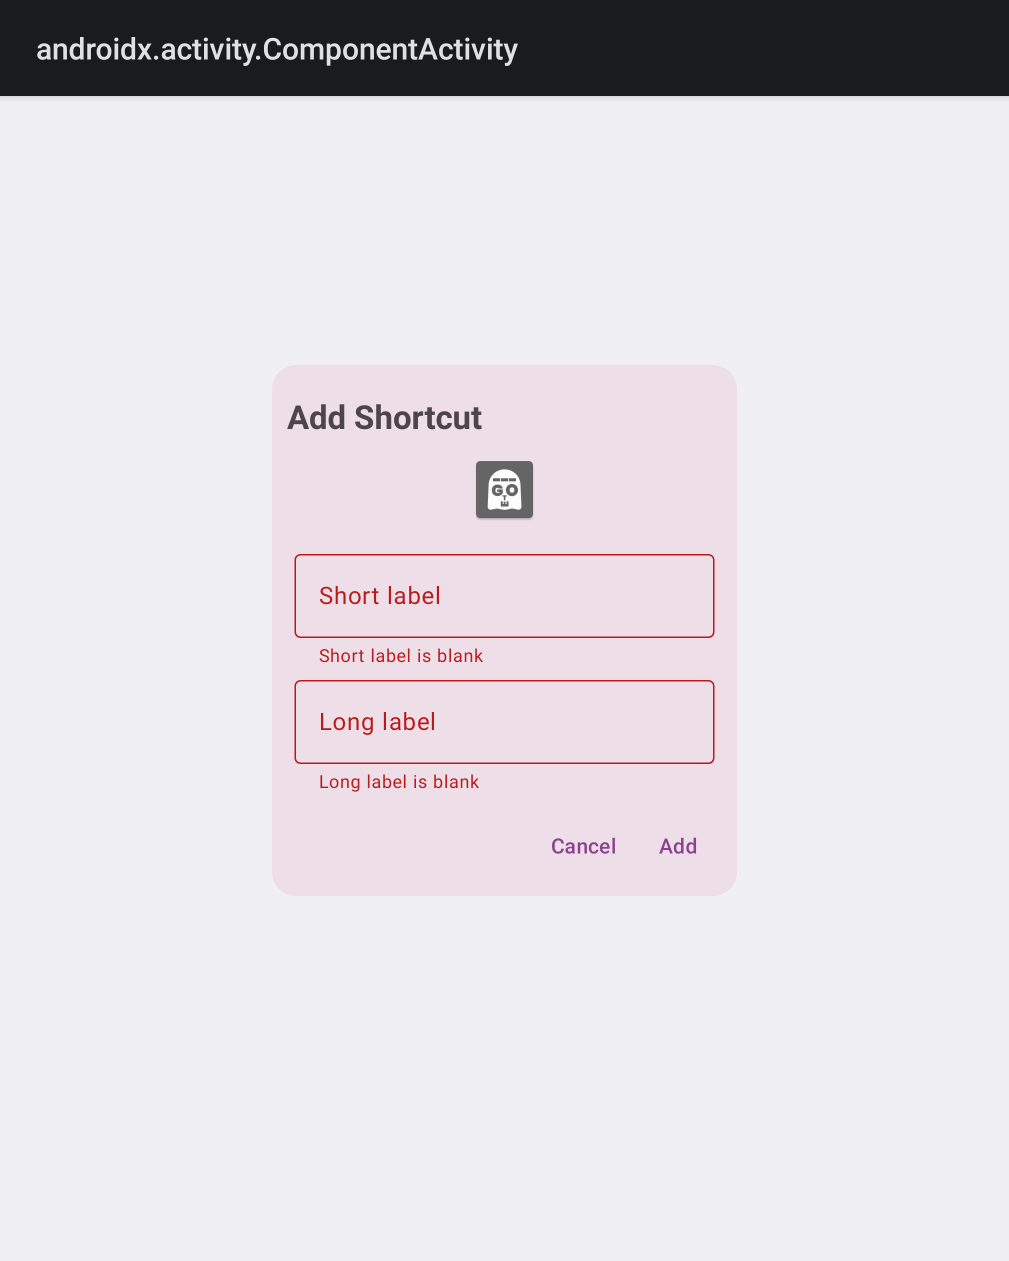 androidx.activity.ComponentActivity
Add Shortcut
GO
Short label
Short label is blank
Long label
Long label is blank
Cancel
Add